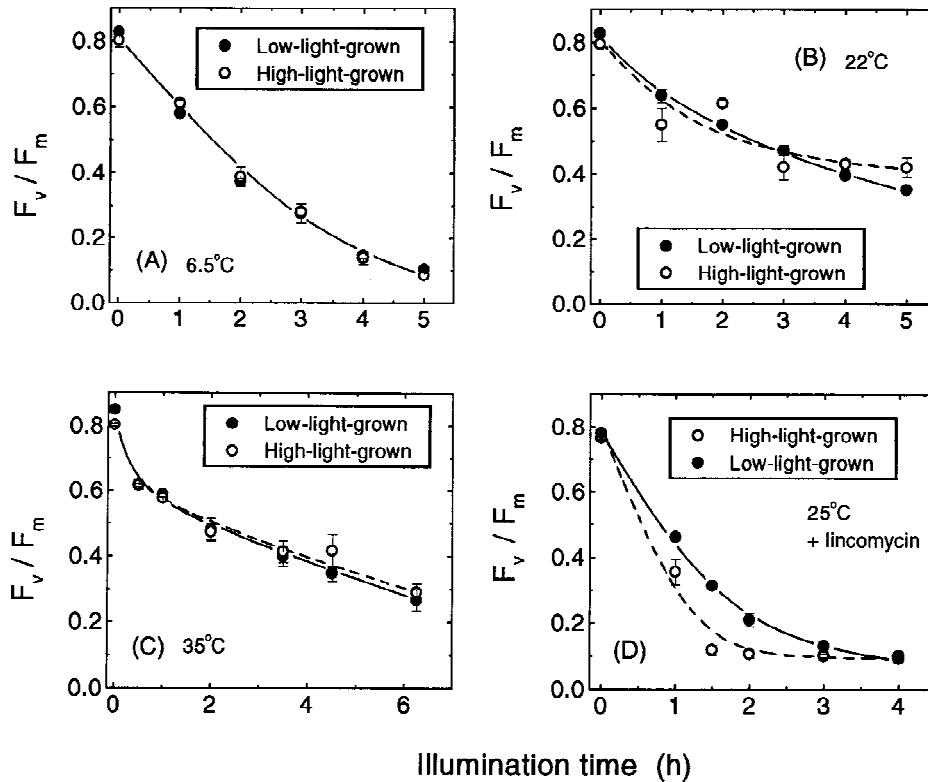 0.8
0.6
0.4
0.2
0.0
Fv / Fm
Low-light-grown
High-light-grown
(A) 6.5°C
0 1 2 3 4 5
0.8
0.6
0.4
0.2
0.0
Fv / Fm
(B) 22°C
Low-light-grown
High-light-grown
0 1 2 3 4 5
0.8
0.6
0.4
0.2
0.0
Fv / Fm
Low-light-grown
High-light-grown
(C) 35°C
0 2 4 6
0.8
0.6
0.4
0.2
0.0
Fv / Fm
High-light-grown
Low-light-grown
25°C
+ lincomycin
(D)
0 1 2 3 4
Illumination time (h)